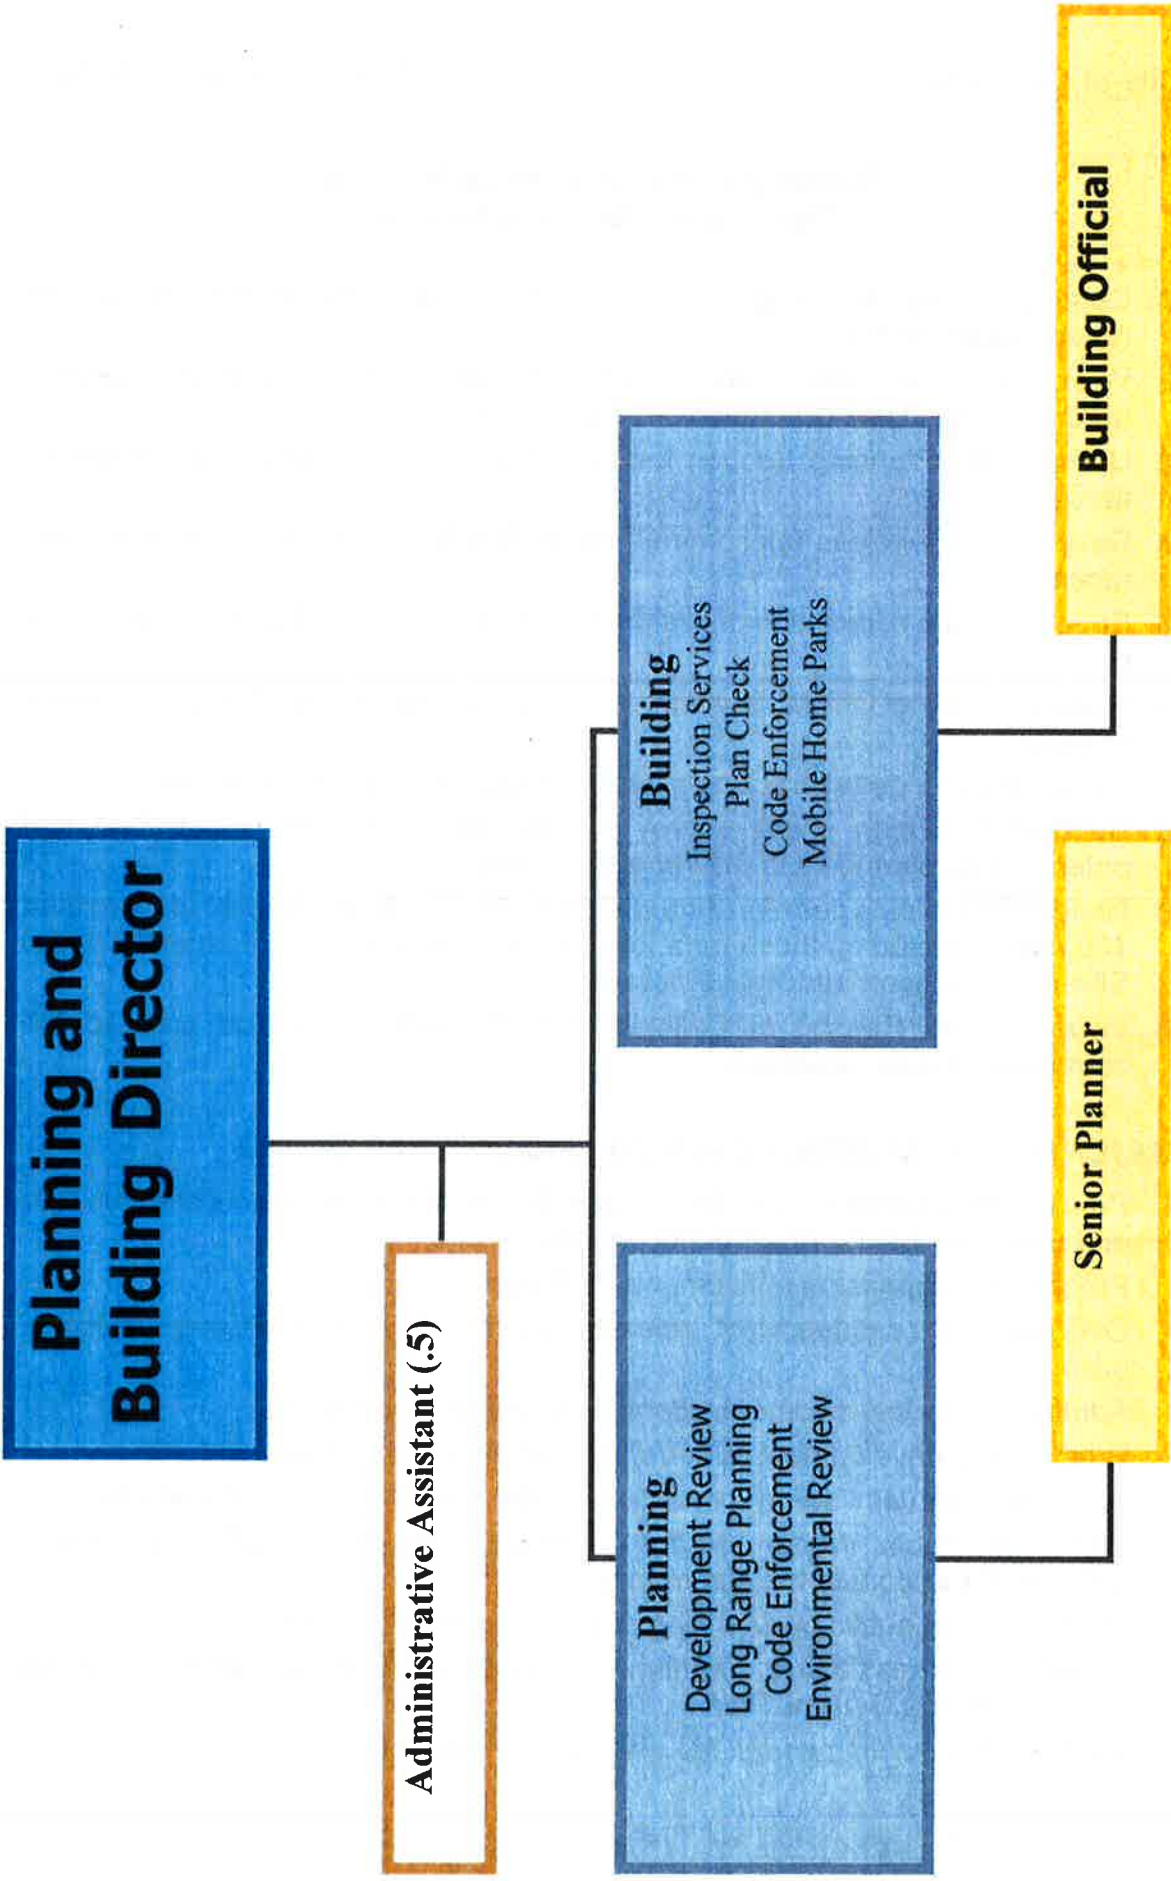 Planning and
Building Director
Administrative Assistant (.5)
Planning
Development Review
Long Range Planning
Code Enforcement
Environmental Review
Building
Inspection Services
Plan Check
Code Enforcement
Mobile Home Parks
Senior Planner
Building Official